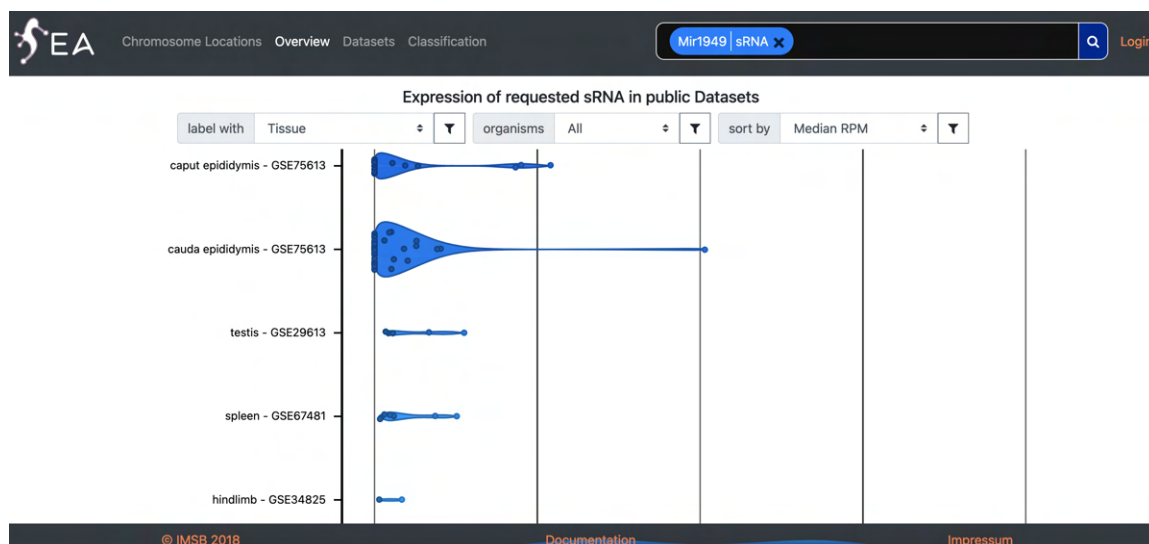 EA Chromosome Locations Overview Datasets Classification Mir1949 sRNA Login
Expression of requested sRNA in public Datasets
label with Tissue organisms All sort by Median RPM
caput epididymis - GSE75613
cauda epididymis - GSE75613
testis - GSE29613
spleen - GSE67481
hindlimb - GSE34825
© IMSB 2018 Documentation Impressum